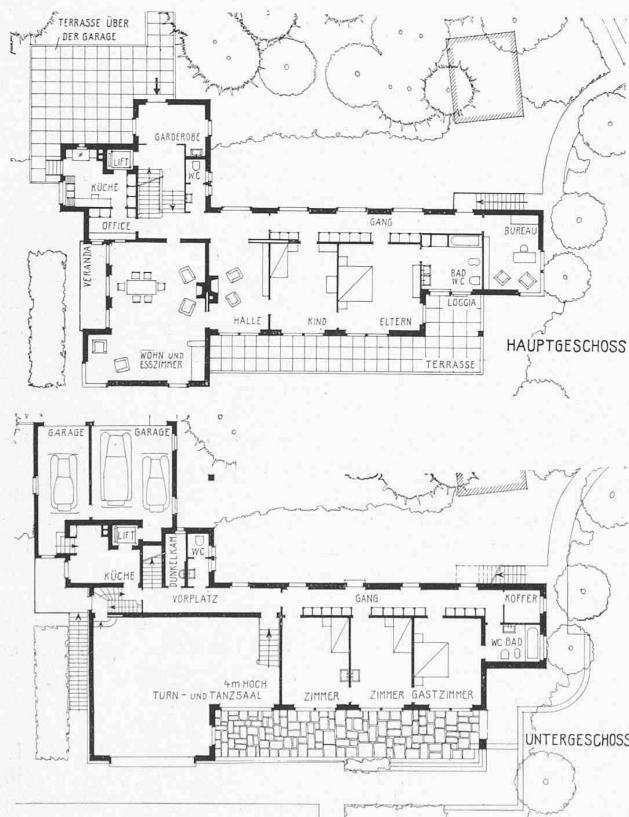 TERRASSE ÜBER
DER GARAGE
GARDEROBE
LIFT
W.C
KÜCHE
OFFICE
GANG
BUREAU
VERANDA
BAD
W.C
LOGGIA
HALLE
KIND
ELTERN
WOHN UND
ESSZIMMER
TERRASSE
HAUPTGESCHOSS
GARAGE
GARAGE
LIFT
DUNKELKAM.
WC
KÜCHE
VORPLATZ
GANG
KOFFER
WC BAD
4m HOCH
TURN- UND TANZSAAL
ZIMMER
ZIMMER
GASTZIMMER
UNTERGESCHOSS